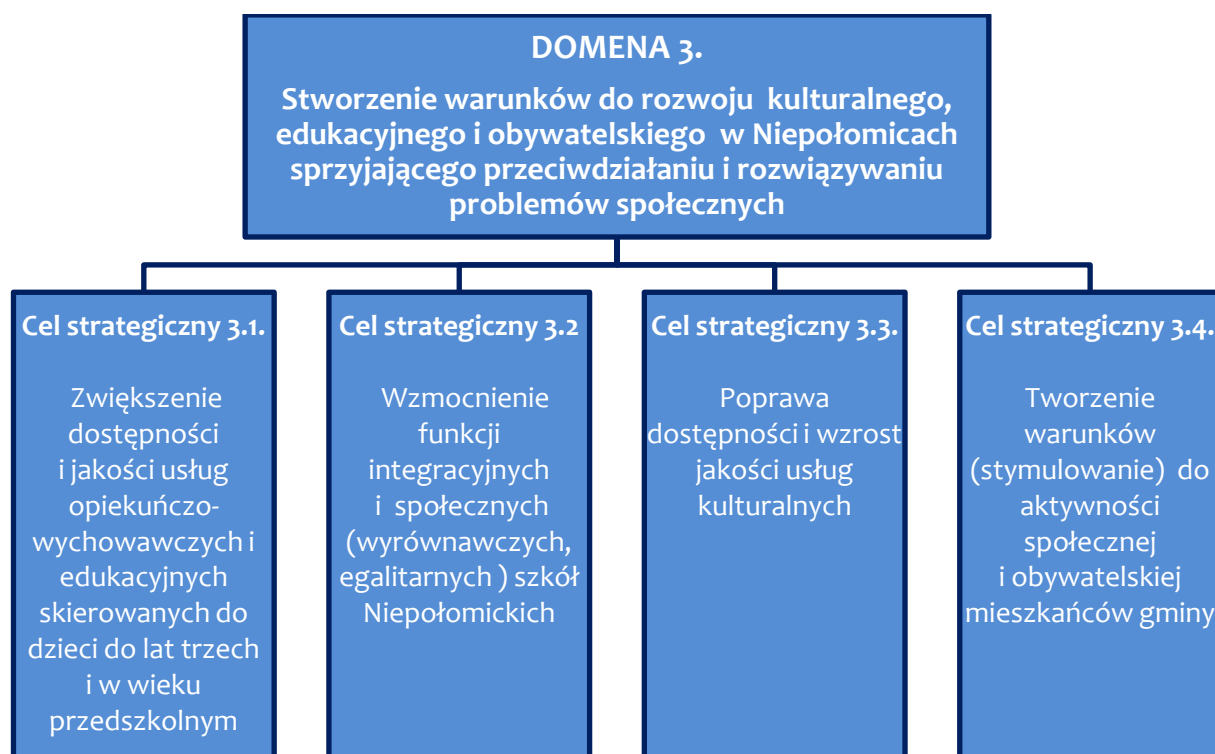 DOMENA 3.
Stworzenie warunków do rozwoju kulturalnego,
edukacyjnego i obywatelskiego w Niepołomicach
sprzyjającego przeciwdziałaniu i rozwiązywaniu
problemów społecznych
Cel strategiczny 3.1.
Zwiększenie
dostępności
i jakości usług
opiekuńczo-
wychowawczych i
edukacyjnych
skierowanych do
dzieci do lat trzech
i w wieku
przedszkolnym
Cel strategiczny 3.2
Wzmocnienie
funkcji
integracyjnych
i społecznych
(wyrównawczych,
egalitarnych ) szkół
Niepołomickich
Cel strategiczny 3.3.
Poprawa
dostępności i wzrost
jakości usług
kulturalnych
Cel strategiczny 3.4.
Tworzenie
warunków
(stymulowanie) do
aktywności
społecznej
i obywatelskiej
mieszkańców gminy